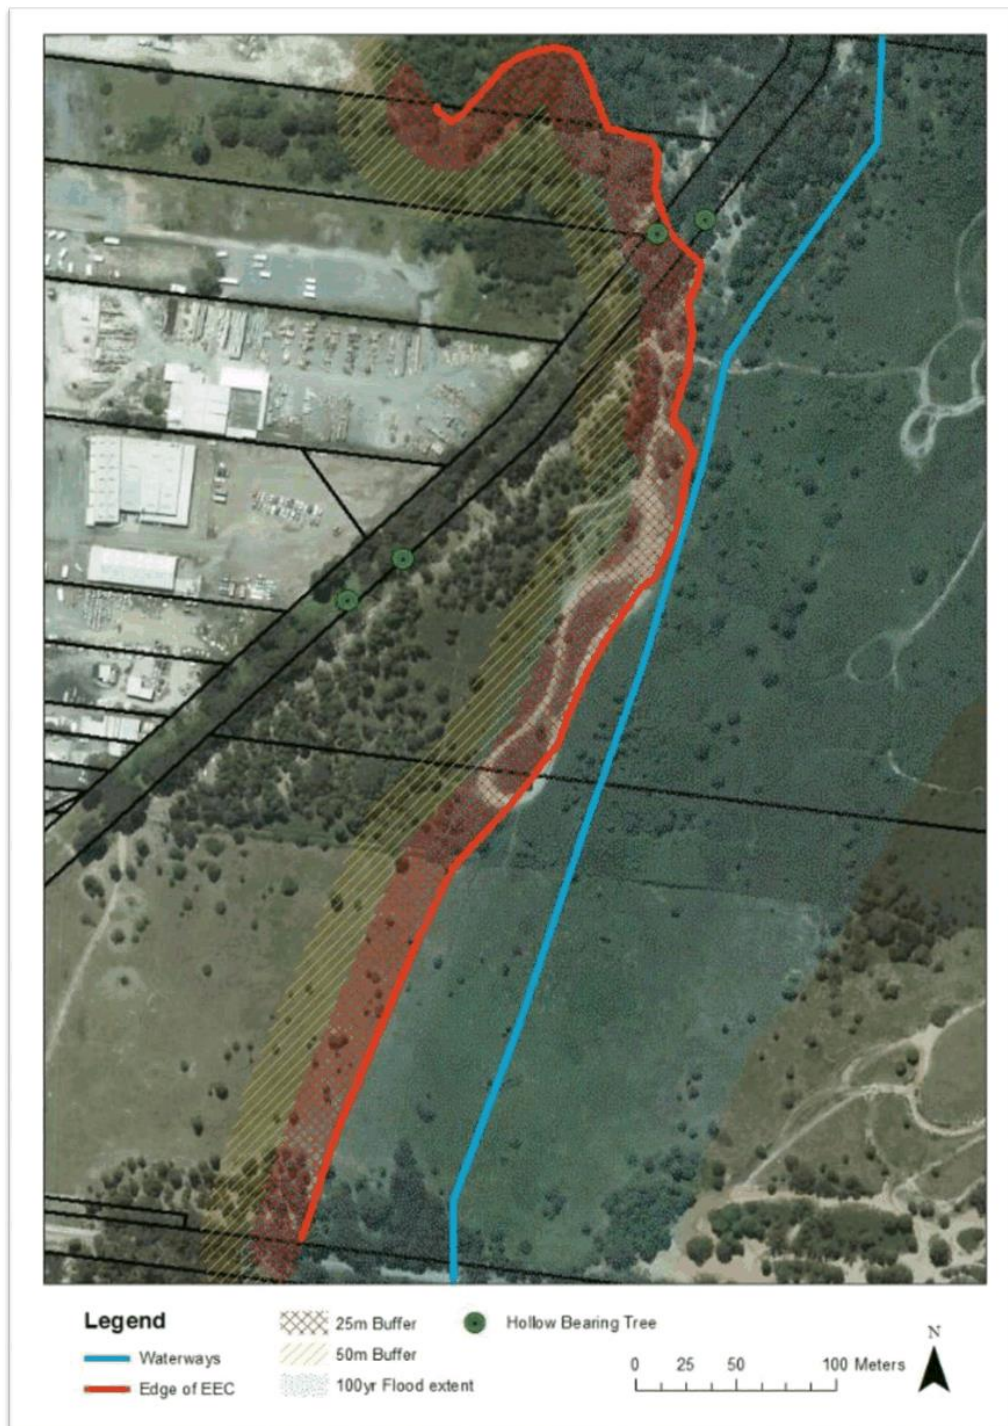 Legend
Waterways
Edge of EEC
25m Buffer
50m Buffer
100yr Flood extent
Hollow Bearing Tree
0 25 50 100 Meters
N